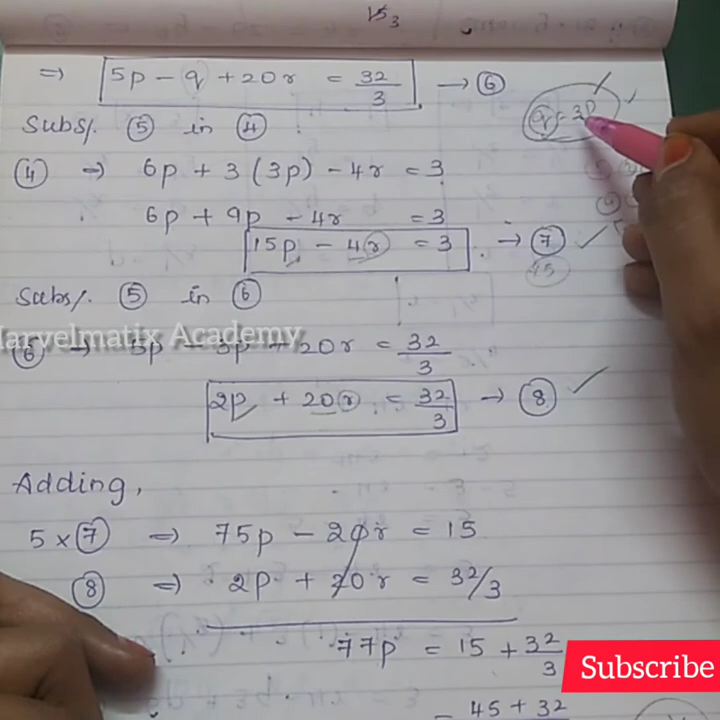 ⇒ 5p - q + 20r = 32/3 → ⑥
q = 3p
Subs/. ⑤ in ④
④ ⇒ 6p + 3(3p) - 4r = 3
6p + 9p - 4r = 3
15p - 4r = 3 → ⑦
Subs/. ⑤ in ⑥
Marvelmatix Academy
⑥ ⇒ 5p - 3p + 20r = 32/3
2p + 20r = 32/3 → ⑧
Adding,
5 × ⑦ ⇒ 75p - 20r = 15
⑧ ⇒ 2p + 20r = 32/3
77p = 15 + 32/3
Subscribe
= 45 + 32